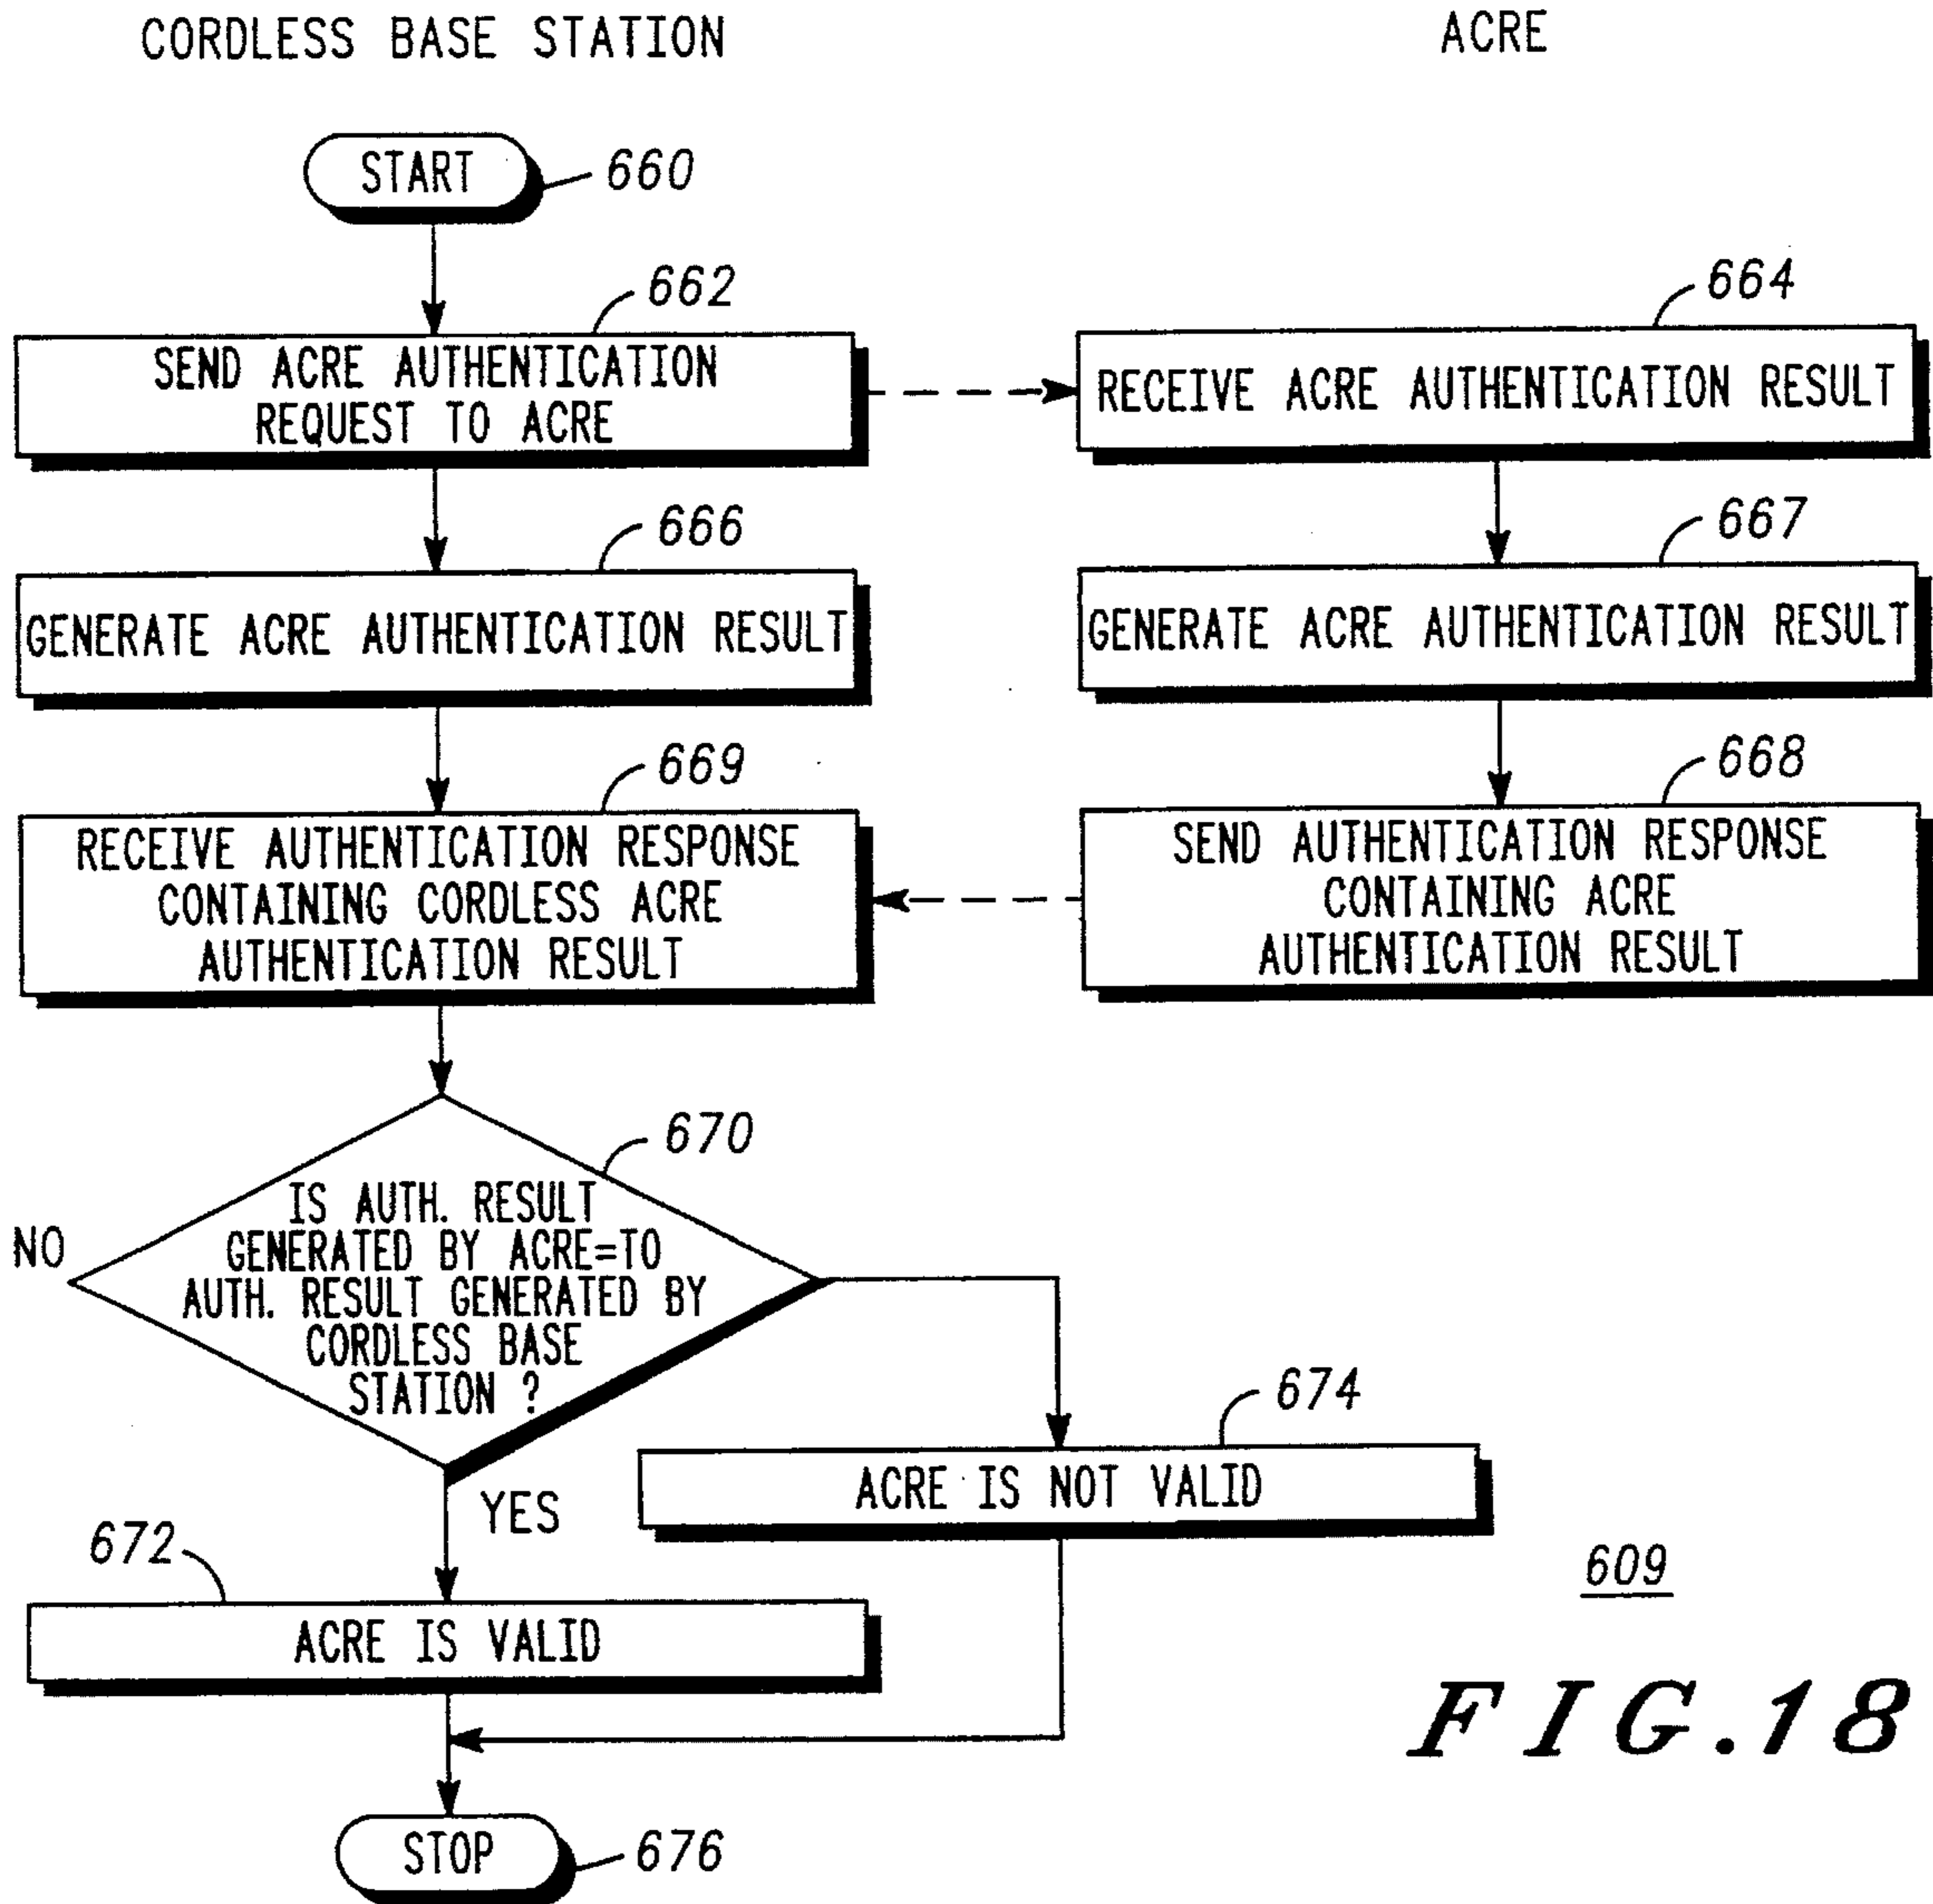 CORDLESS BASE STATION
ACRE
START
660
662
664
SEND ACRE AUTHENTICATION
REQUEST TO ACRE
RECEIVE ACRE AUTHENTICATION RESULT
666
667
GENERATE ACRE AUTHENTICATION RESULT
GENERATE ACRE AUTHENTICATION RESULT
669
668
RECEIVE AUTHENTICATION RESPONSE
CONTAINING CORDLESS ACRE
AUTHENTICATION RESULT
SEND AUTHENTICATION RESPONSE
CONTAINING ACRE
AUTHENTICATION RESULT
670
NO
IS AUTH. RESULT
GENERATED BY ACRE=TO
AUTH. RESULT GENERATED BY
CORDLESS BASE
STATION ?
674
YES
ACRE IS NOT VALID
672
ACRE IS VALID
609
STOP
676
FIG.18